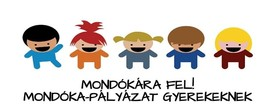 MONDÓKÁRA FEL!
MONDÓKA-PÁLYÁZAT GYEREKEKNEK